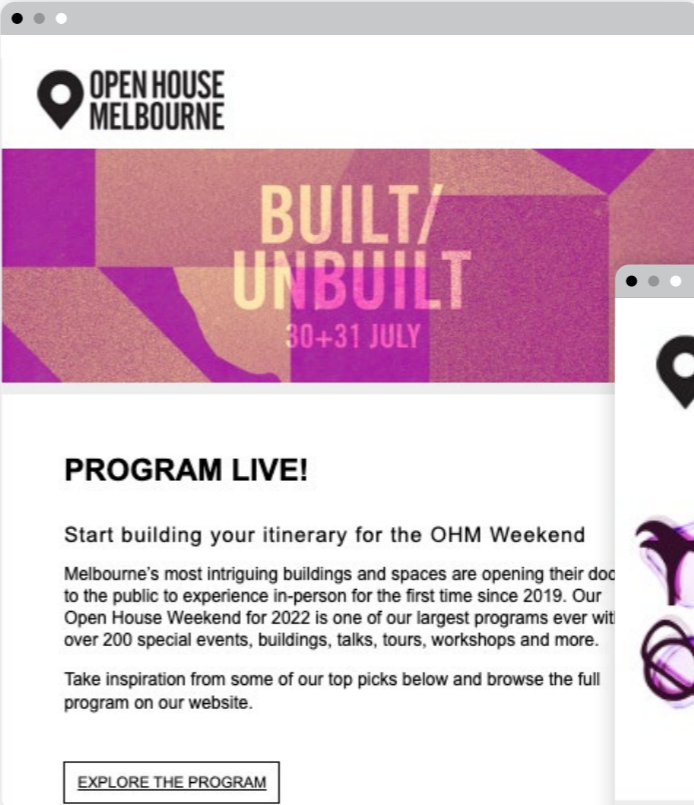 OPEN HOUSE
MELBOURNE
BUILT/
UNBUILT
30+31 JULY
PROGRAM LIVE!
Start building your itinerary for the OHM Weekend
Melbourne's most intriguing buildings and spaces are opening their
to the public to experience in-person for the first time since 2019. Our
Open House Weekend for 2022 is one of our largest programs ever
over 200 special events, buildings, talks, tours, workshops and more.
Take inspiration from some of our top picks below and browse the full
program on our website.
EXPLORE THE PROGRAM